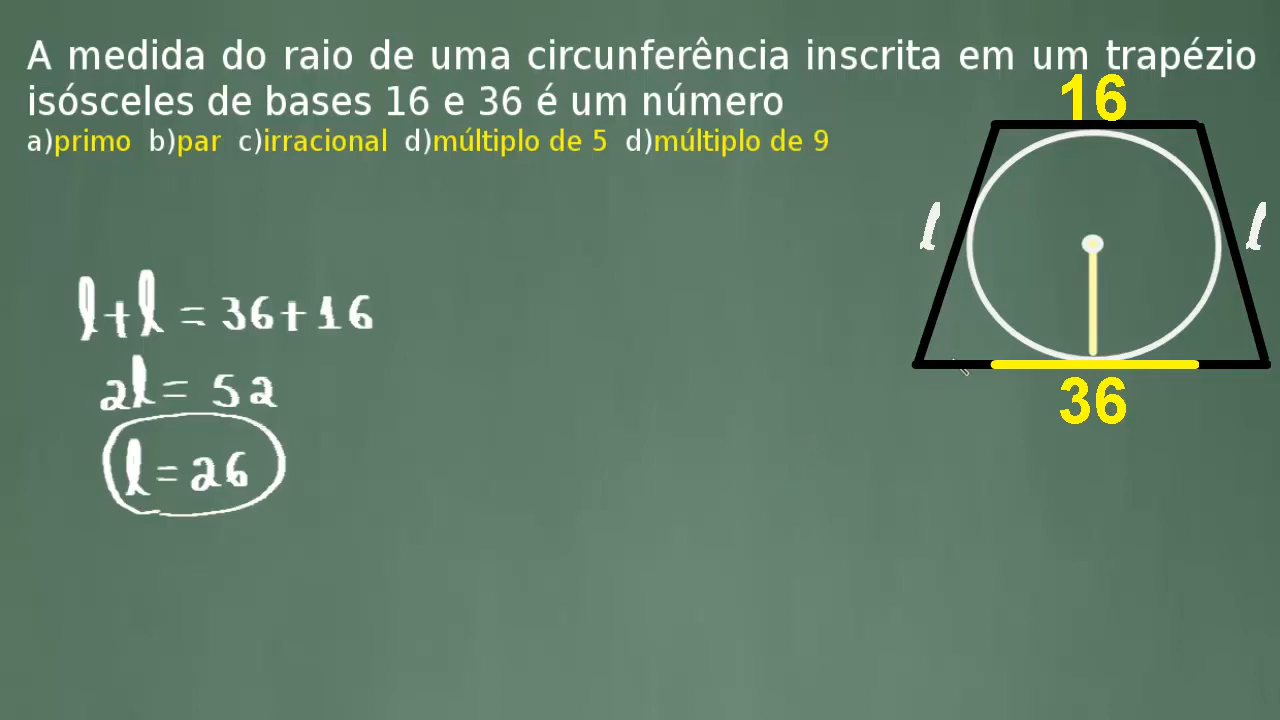 A medida do raio de uma circunferência inscrita em um trapézio
isósceles de bases 16 e 36 é um número
a)primo b)par c)irracional d)múltiplo de 5 d)múltiplo de 9
16
l
l
36
l+l = 36+16
2l = 52
l = 26